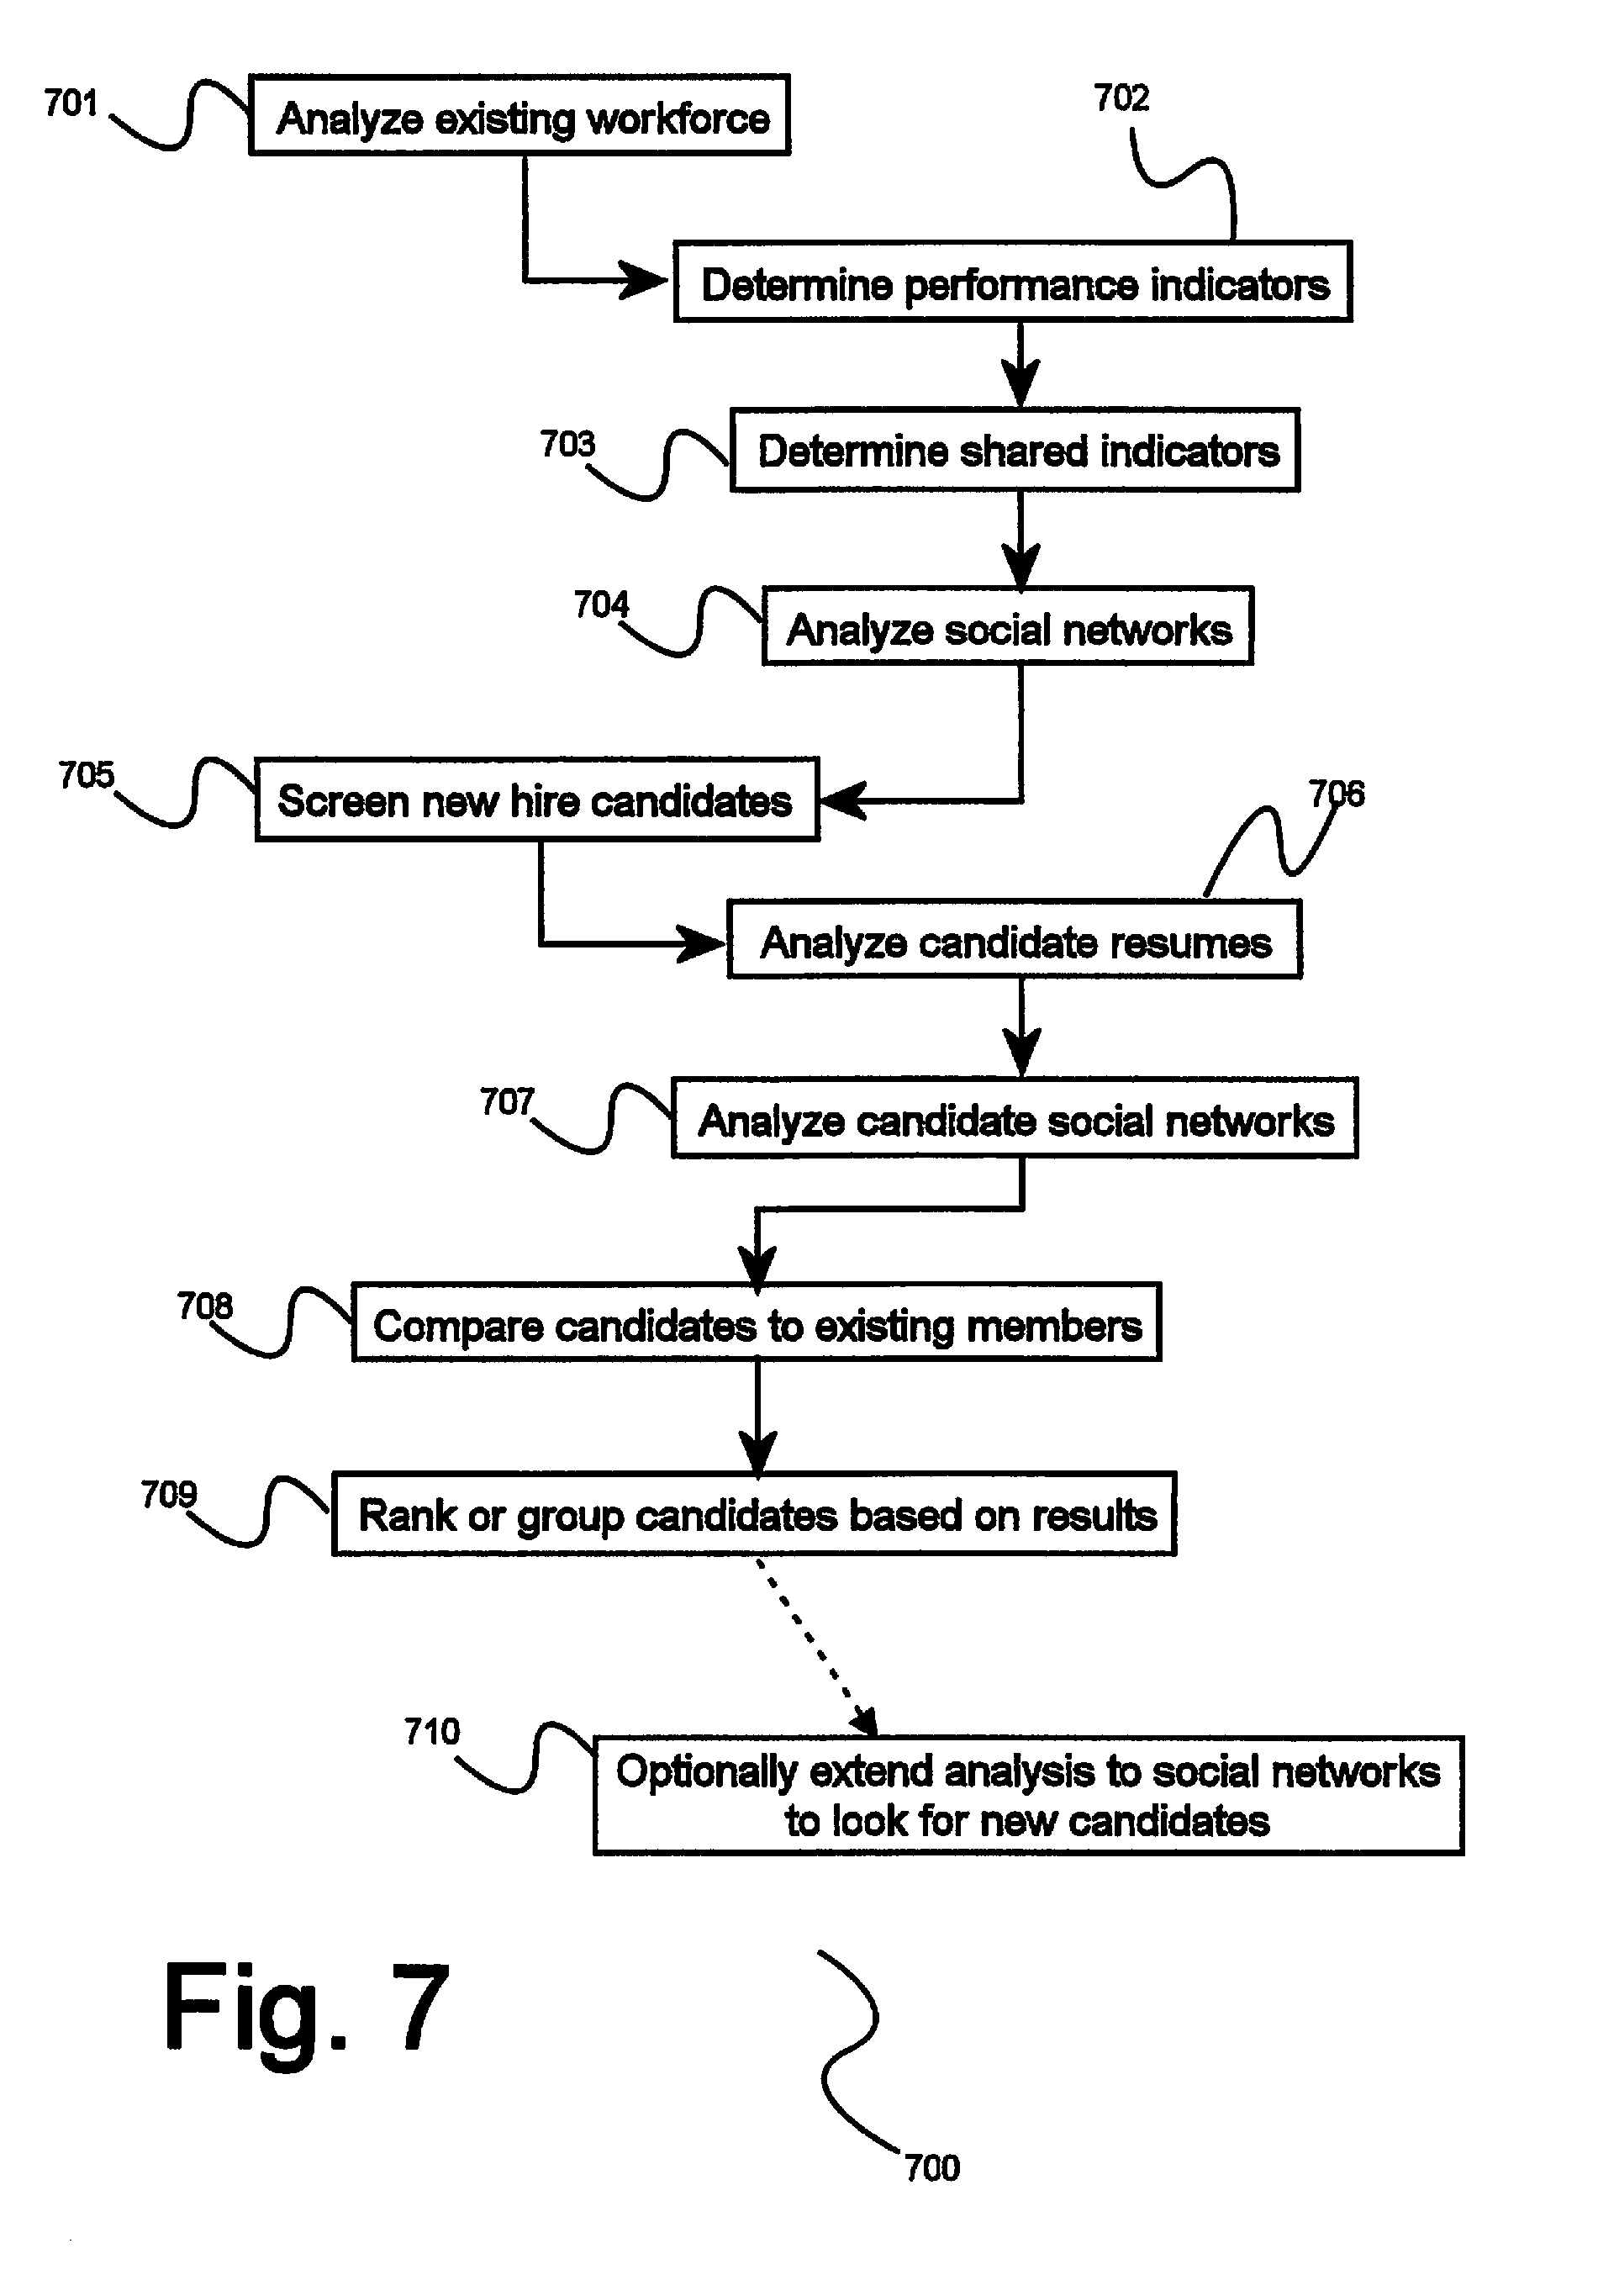 701
Analyze existing workforce
702
Determine performance indicators
703
Determine shared indicators
704
Analyze social networks
705
Screen new hire candidates
706
Analyze candidate resumes
707
Analyze candidate social networks
708
Compare candidates to existing members
709
Rank or group candidates based on results
710
Optionally extend analysis to social networks
to look for new candidates
Fig. 7
700